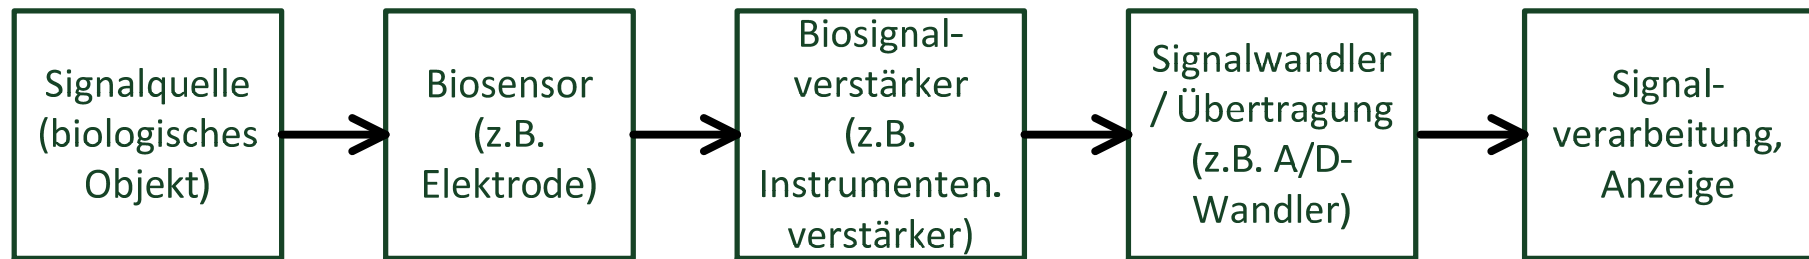 Signalquelle
(biologisches
Objekt)
Biosensor
(z.B.
Elektrode)
Biosignal-
verstärker
(z.B.
Instrumenten.
verstärker)
Signalwandler
/ Übertragung
(z.B. A/D-
Wandler)
Signal-
verarbeitung,
Anzeige